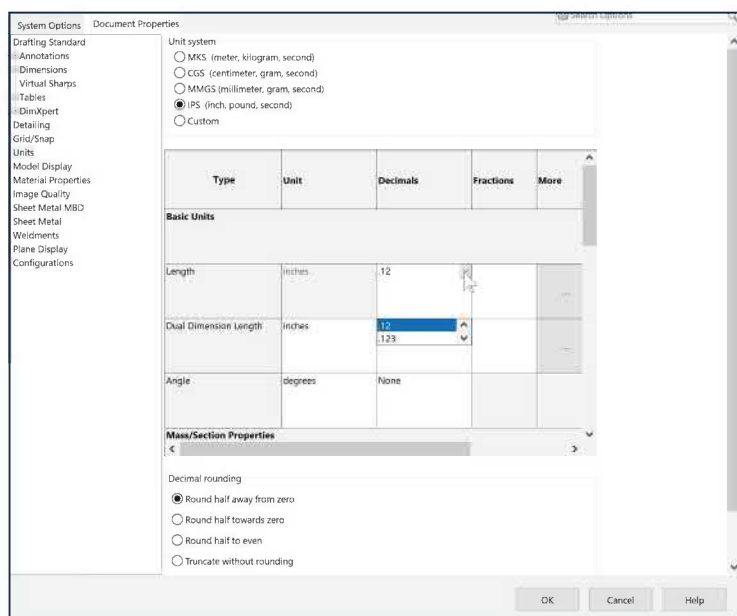 Search Options
System Options Document Properties
Drafting Standard
Annotations
Dimensions
Virtual Sharps
Tables
DimXpert
Detailing
Grid/Snap
Units
Model Display
Material Properties
Image Quality
Sheet Metal MBD
Sheet Metal
Weldments
Plane Display
Configurations
Unit system
MKS (meter, kilogram, second)
CGS (centimeter, gram, second)
MMGS (millimeter, gram, second)
IPS (inch, pound, second)
Custom
Type Unit Decimals Fractions More
Basic Units
Length inches .12 ...
Dual Dimension Length inches .12 ...
.123
Angle degrees None
Mass/Section Properties
Decimal rounding
Round half away from zero
Round half towards zero
Round half to even
Truncate without rounding
OK Cancel Help